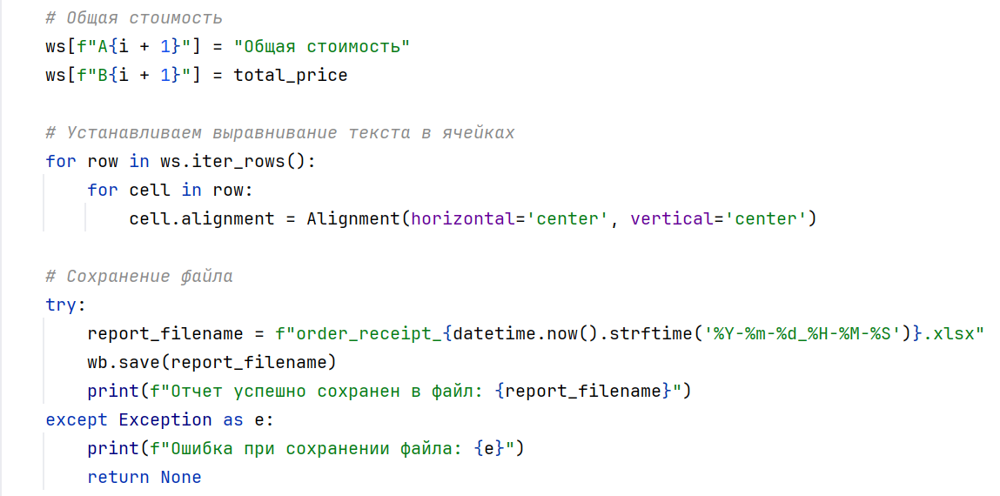 # Общая стоимость
ws[f"A{i + 1}"] = "Общая стоимость"
ws[f"B{i + 1}"] = total_price
# Устанавливаем выравнивание текста в ячейках
for row in ws.iter_rows():
for cell in row:
cell.alignment = Alignment(horizontal='center', vertical='center')
# Сохранение файла
try:
report_filename = f"order_receipt_{datetime.now().strftime('%Y-%m-%d_%H-%M-%S')}.xlsx"
wb.save(report_filename)
print(f"Отчет успешно сохранен в файл: {report_filename}")
except Exception as e:
print(f"Ошибка при сохранении файла: {e}")
return None